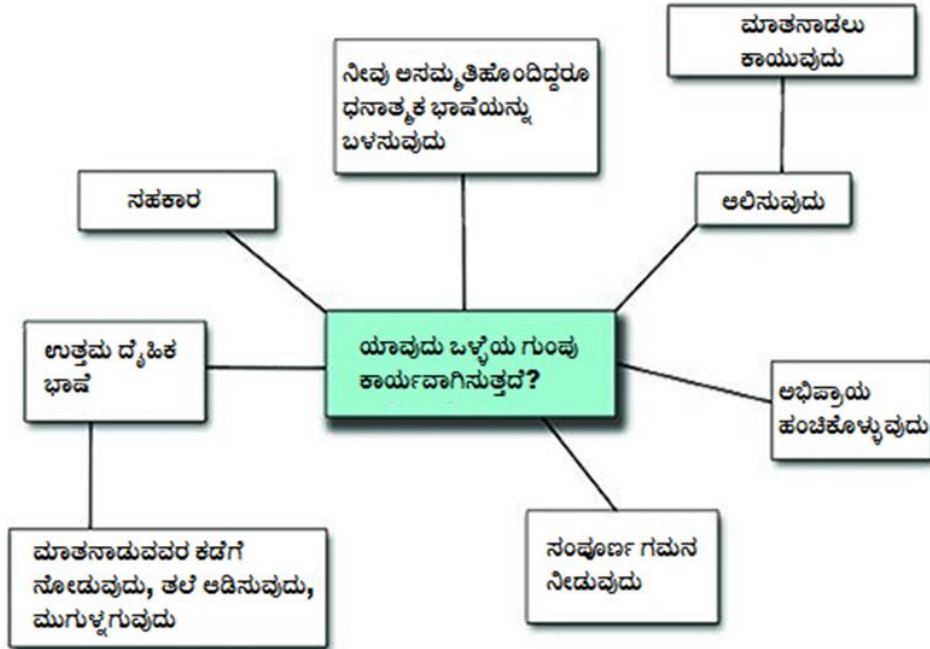 ಮಾತನಾಡಲು
ಕಾಯುವುದು
ನೀವು ಅಸಮ್ಮತಿಹೊಂದಿದ್ದರೂ
ಧನಾತ್ಮಕ ಭಾಷೆಯನ್ನು
ಬಳಸುವುದು
ಸಹಕಾರ
ಆಲಿಸುವುದು
ಯಾವುದು ಒಳ್ಳೆಯ ಗುಂಪು
ಕಾರ್ಯವಾಗಿಸುತ್ತದೆ?
ಉತ್ತಮ ದೈಹಿಕ
ಭಾಷೆ
ಅಭಿಪ್ರಾಯ
ಹಂಚಿಕೊಳ್ಳುವುದು
ಮಾತನಾಡುವವರ ಕಡೆಗೆ
ನೋಡುವುದು, ತಲೆ ಆಡಿಸುವುದು,
ಮುಗುಳ್ನಗುವುದು
ಸಂಪೂರ್ಣ ಗಮನ
ನೀಡುವುದು